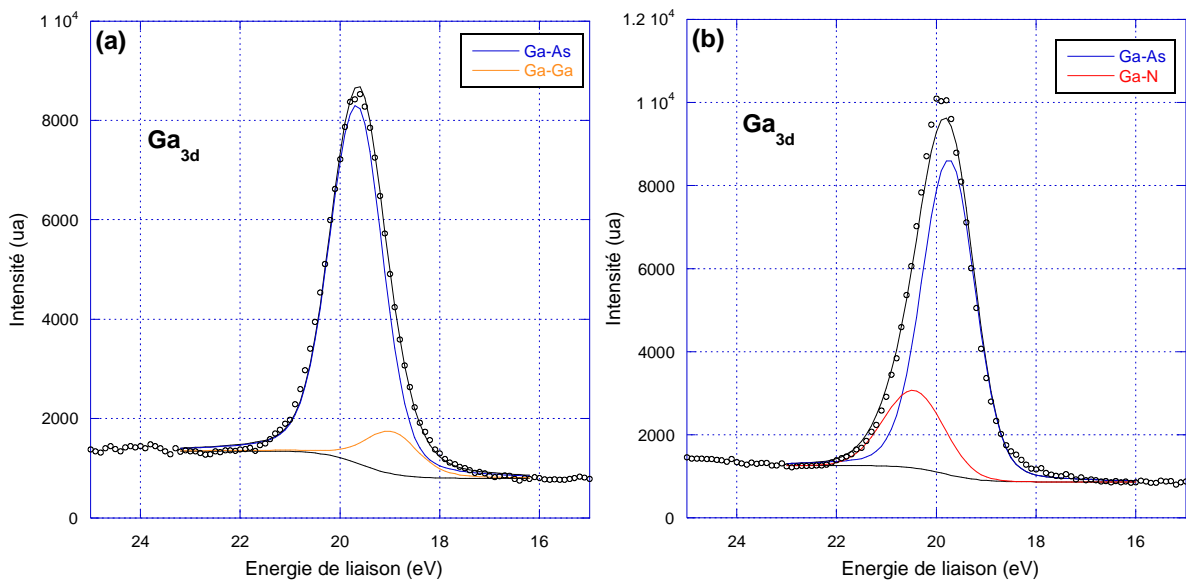 (a)
1 10⁴
Ga-As
Ga-Ga
Ga3d
8000
6000
4000
2000
0
24 22 20 18 16
Intensité (ua)
Energie de liaison (eV)
(b)
1.2 10⁴
Ga-As
Ga-N
Ga3d
1 10⁴
8000
6000
4000
2000
0
24 22 20 18 16
Intensité (ua)
Energie de liaison (eV)